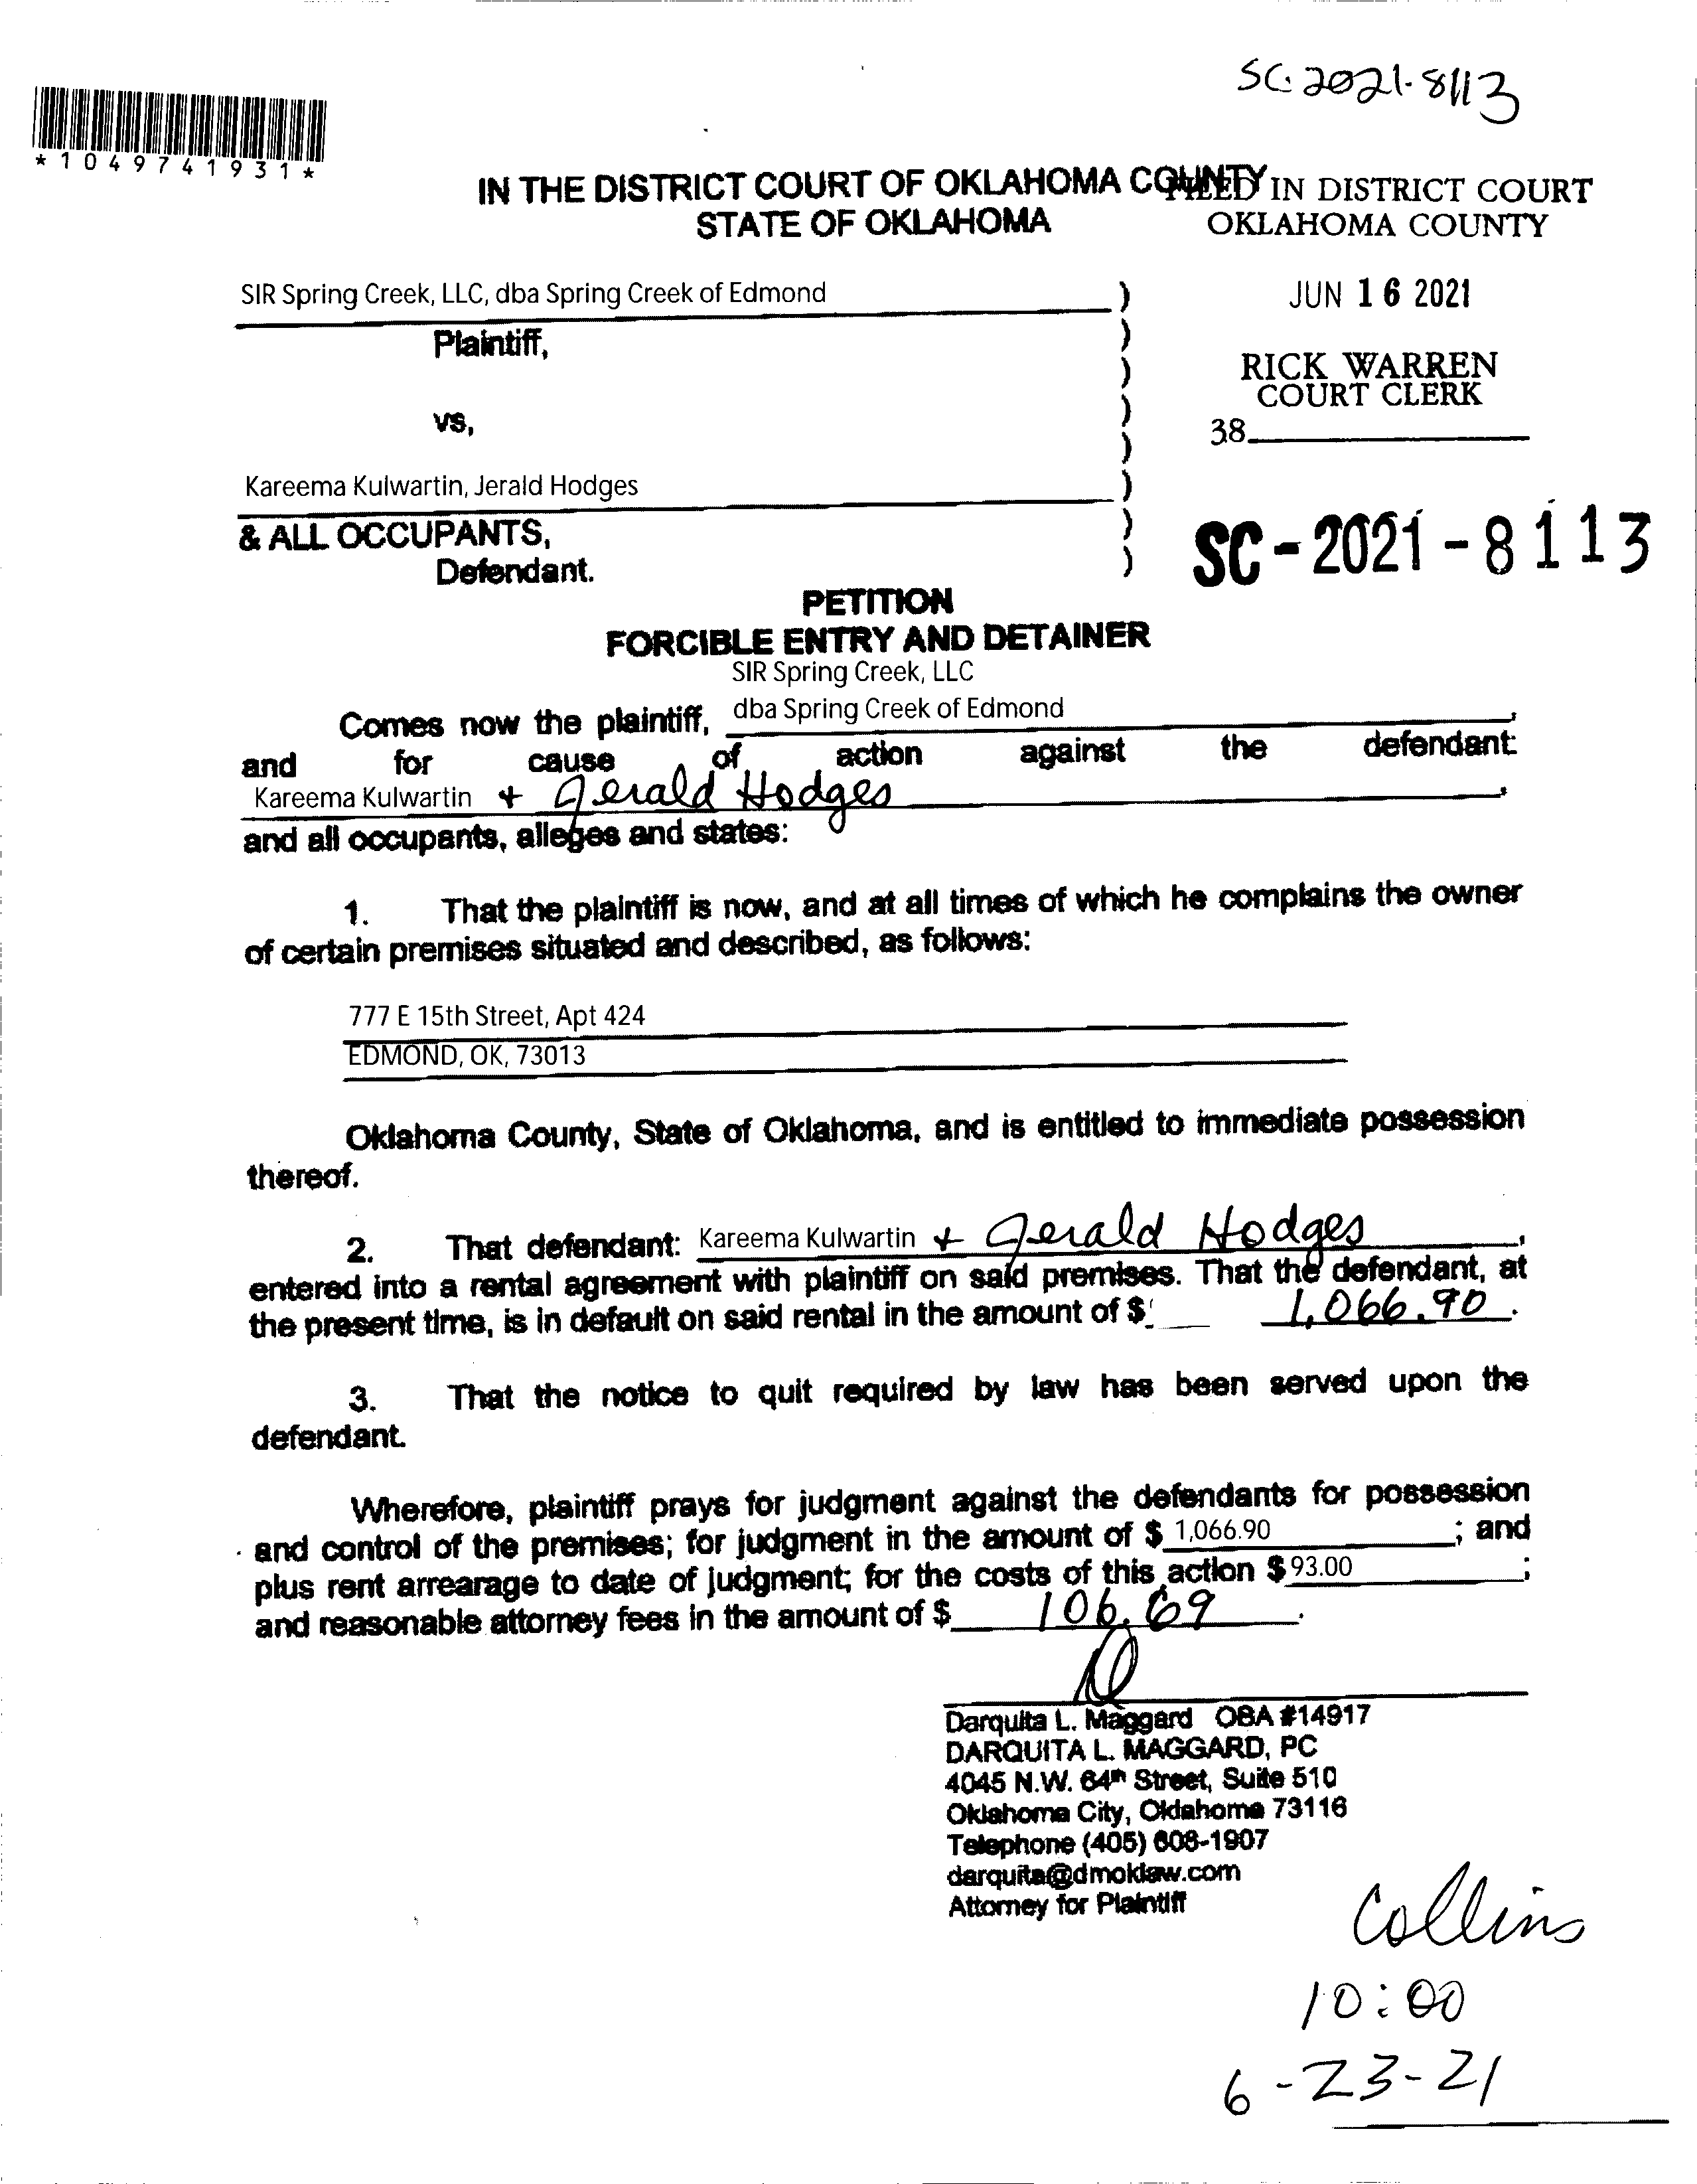 SC-2021-8113
*1049741931*
IN THE DISTRICT COURT OF OKLAHOMA COUNTY
FILED IN DISTRICT COURT
STATE OF OKLAHOMA
OKLAHOMA COUNTY
SIR Spring Creek, LLC, dba Spring Creek of Edmond )
JUN 16 2021
Plaintiff, )
)
RICK WARREN
COURT CLERK
vs, )
38
)
Kareema Kulwartin, Jerald Hodges )
& ALL OCCUPANTS, )
SC - 2021 - 8113
Defendant. )
PETITION
FORCIBLE ENTRY AND DETAINER
SIR Spring Creek, LLC
Comes now the plaintiff, dba Spring Creek of Edmond ,
and for cause of action against the defendant:
Kareema Kulwartin + Jerald Hodges ,
and all occupants, alleges and states:
1. That the plaintiff is now, and at all times of which he complains the owner
of certain premises situated and described, as follows:
777 E 15th Street, Apt 424
EDMOND, OK, 73013
Oklahoma County, State of Oklahoma, and is entitled to immediate possession
thereof.
2. That defendant: Kareema Kulwartin + Jerald Hodges ,
entered into a rental agreement with plaintiff on said premises. That the defendant, at
the present time, is in default on said rental in the amount of $ 1,066.90 .
3. That the notice to quit required by law has been served upon the
defendant.
Wherefore, plaintiff prays for judgment against the defendants for possession
and control of the premises; for judgment in the amount of $ 1,066.90 ; and
plus rent arrearage to date of judgment; for the costs of this action $ 93.00 ;
and reasonable attorney fees in the amount of $ 106.69 .
Darquita L. Maggard OBA #14917
DARQUITA L. MAGGARD, PC
4045 N.W. 64th Street, Suite 510
Oklahoma City, Oklahoma 73116
Telephone (405) 608-1907
darquita@dmoklaw.com
Attorney for Plaintiff
Collins
10:00
6-23-21